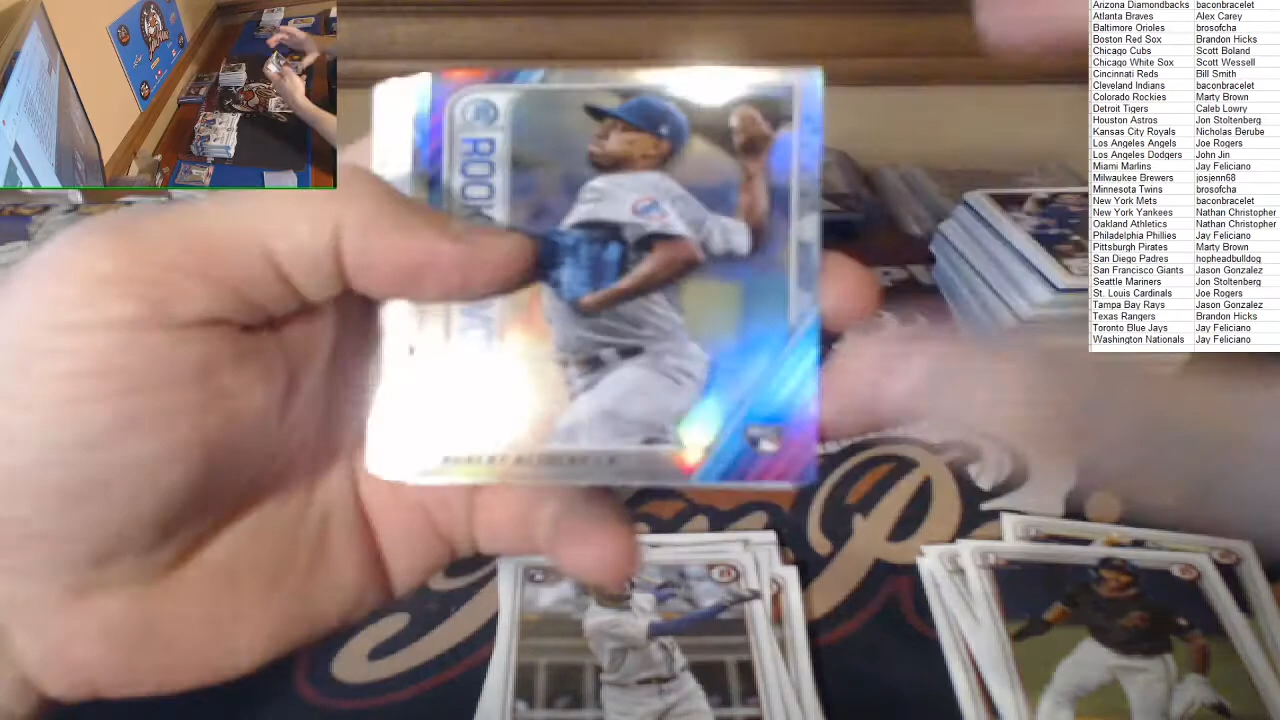 Arizona Diamondbacks baconbracelet
Atlanta Braves Alex Carey
Baltimore Orioles brosofcha
Boston Red Sox Brandon Hicks
Chicago Cubs Scott Boland
Chicago White Sox Scott Wessell
Cincinnati Reds Bill Smith
Cleveland Indians baconbracelet
Colorado Rockies Marty Brown
Detroit Tigers Caleb Lowry
Houston Astros Jon Stoltenberg
Kansas City Royals Nicholas Berube
Los Angeles Angels Joe Rogers
Los Angeles Dodgers John Jin
Miami Marlins Jay Feliciano
Milwaukee Brewers josjenn68
Minnesota Twins brosofcha
New York Mets baconbracelet
New York Yankees Nathan Christopher
Oakland Athletics Nathan Christopher
Philadelphia Phillies Jay Feliciano
Pittsburgh Pirates Marty Brown
San Diego Padres hopheadbulldog
San Francisco Giants Jason Gonzalez
Seattle Mariners Jon Stoltenberg
St. Louis Cardinals Joe Rogers
Tampa Bay Rays Jason Gonzalez
Texas Rangers Brandon Hicks
Toronto Blue Jays Jay Feliciano
Washington Nationals Jay Feliciano